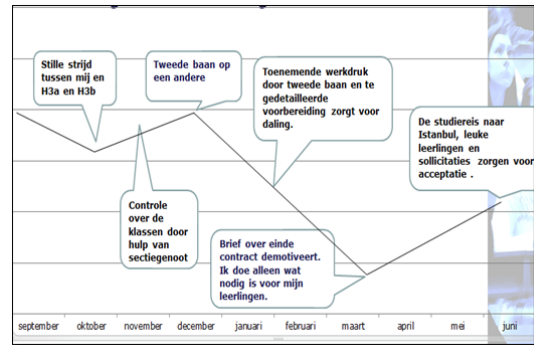 Stille strijd
tussen mij en
H3a en H3b
Tweede baan op
een andere
Toenemende werkdruk
door tweede baan en te
gedetailleerde
voorbereiding zorgt voor
daling.
De studiereis naar
Istanbul, leuke
leerlingen en
sollicitaties zorgen voor
acceptatie .
Controle
over de
klassen door
hulp van
sectiegenoot
Brief over einde
contract demotiveert.
Ik doe alleen wat
nodig is voor mijn
leerlingen.
september oktober november december januari februari maart april mei juni